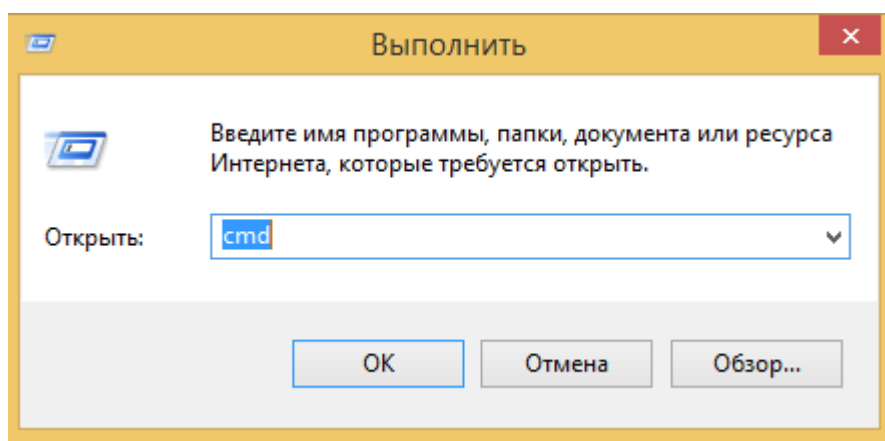 Выполнить
Введите имя программы, папки, документа или ресурса
Интернета, которые требуется открыть.
Открыть:
cmd
OK
Отмена
Обзор...